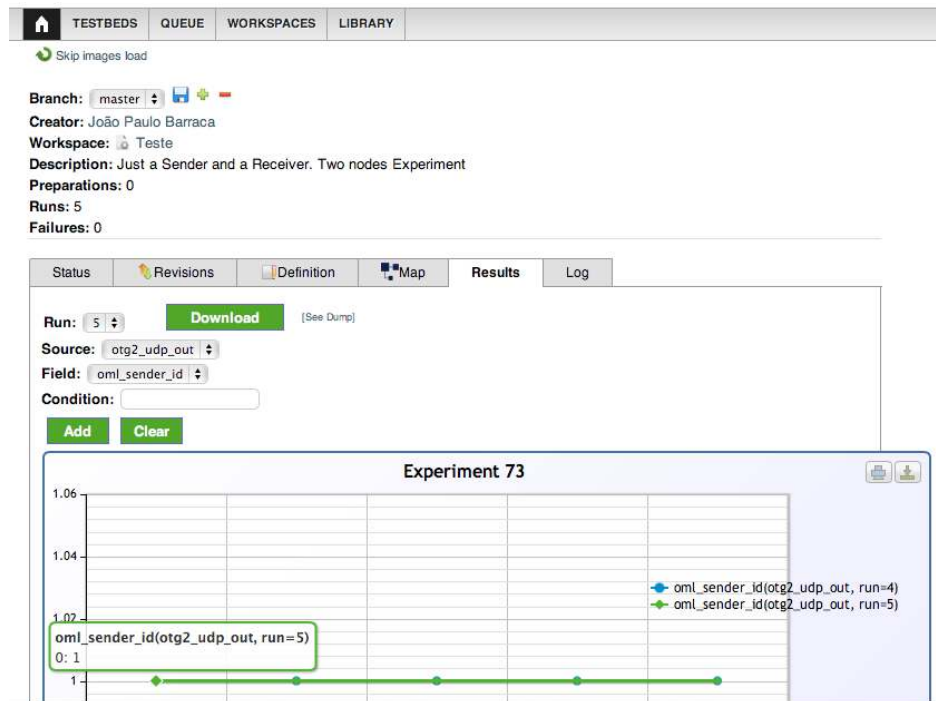 TESTBEDS QUEUE WORKSPACES LIBRARY
Skip images load
Branch: master
Creator: João Paulo Barraca
Workspace: Teste
Description: Just a Sender and a Receiver. Two nodes Experiment
Preparations: 0
Runs: 5
Failures: 0
Status Revisions Definition Map Results Log
Run: 5 Download [See Dump]
Source: otg2_udp_out
Field: oml_sender_id
Condition:
Add Clear
Experiment 73
1.06
1.04
oml_sender_id(otg2_udp_out, run=4)
oml_sender_id(otg2_udp_out, run=5)
1.02
oml_sender_id(otg2_udp_out, run=5)
0: 1
1